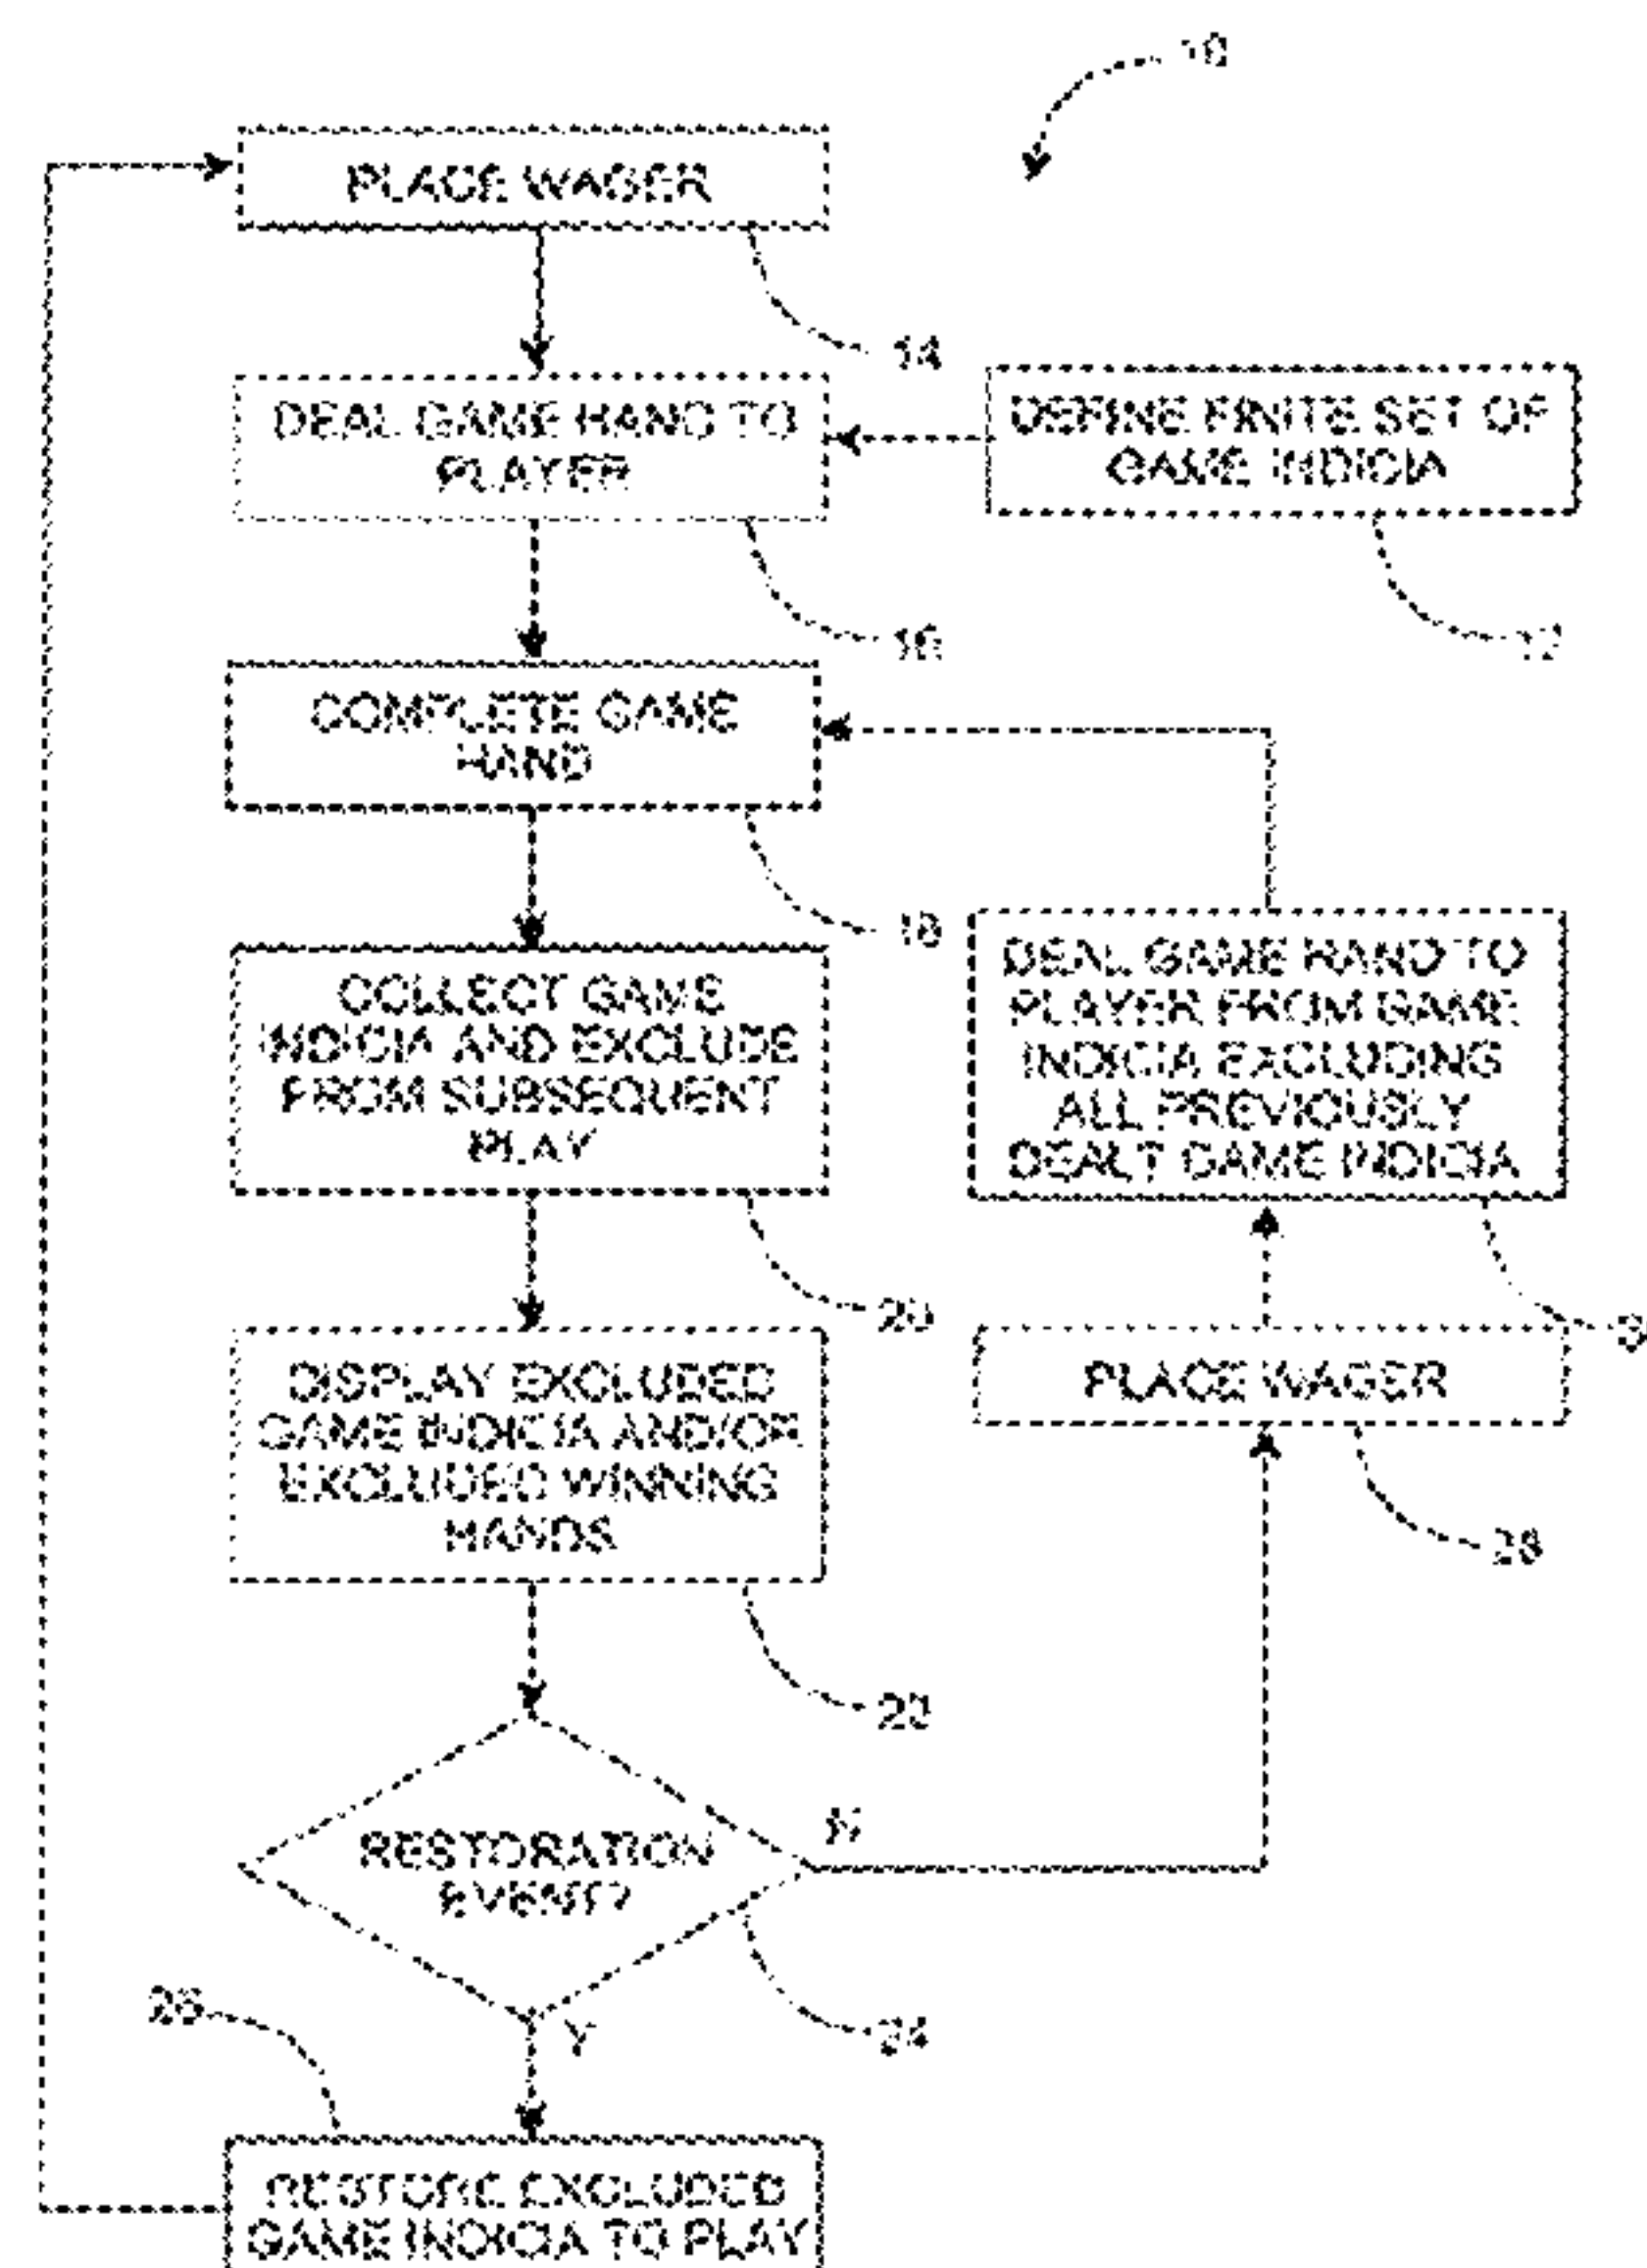 10
PLACE WAGER
14
DEAL GAME HAND TO
PLAYER
DEFINE FINITE SET OF
GAME INDICIA
16
12
COMPLETE GAME
HAND
18
COLLECT GAME
INDICIA AND EXCLUDE
FROM SUBSEQUENT
PLAY
DEAL GAME HAND TO
PLAYER FROM GAME
INDICIA EXCLUDING
ALL PREVIOUSLY
DEALT GAME INDICIA
20
DISPLAY EXCLUDED
GAME INDICIA AND/OR
EXCLUDED WINNING
HANDS
PLACE WAGER
28
22
RESTORATION
EVENT?
N
Y
24
26
RESTORE EXCLUDED
GAME INDICIA TO PLAY